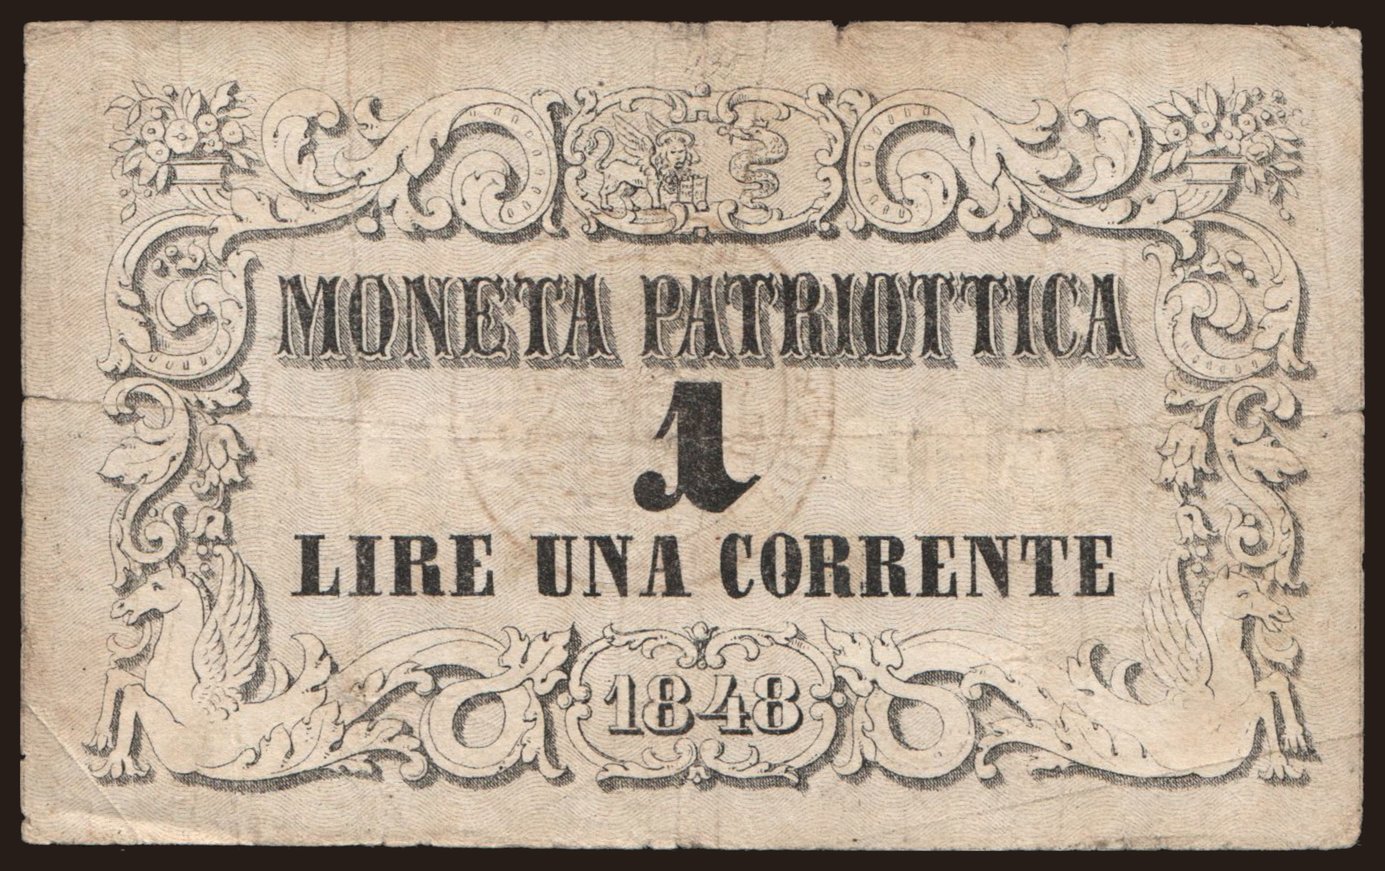 MONETA PATRIOTTICA
1
LIRE UNA CORRENTE
1848